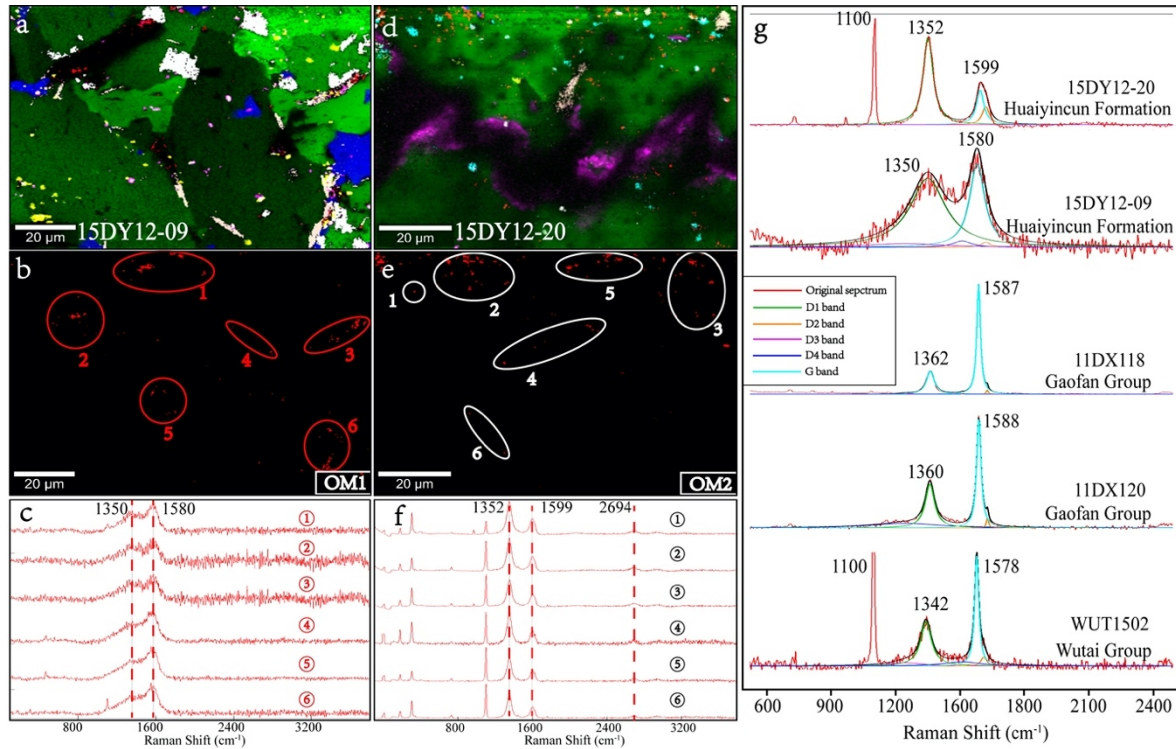 a
20 µm
15DY12-09
d
20 µm
15DY12-20
b
1
2
4
3
5
6
20 µm
OM1
e
1
2
5
3
4
6
20 µm
OM2
c
1350
1580
①
②
③
④
⑤
⑥
800
1600
2400
3200
Raman Shift (cm-1)
f
1352
1599
2694
①
②
③
④
⑤
⑥
800
1600
2400
3200
Raman Shift (cm-1)
g
1100
1352
1599
15DY12-20
Huaiyincun Formation
1350
1580
15DY12-09
Huaiyincun Formation
Original sepctrum
D1 band
D2 band
D3 band
D4 band
G band
1362
1587
11DX118
Gaofan Group
1360
1588
11DX120
Gaofan Group
1100
1342
1578
WUT1502
Wutai Group
600
900
1200
1600
1800
2100
2400
Raman Shift (cm-1)